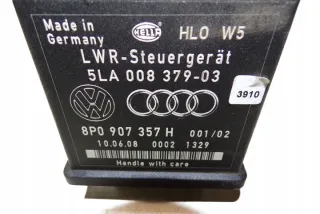 Made in
Germany
HELLA
HLO W5
LWR-Steuergerät
5LA 008 379-03
3910
8P0 907 357 H 001/02
10.06.08 0002 1329
Handle with care